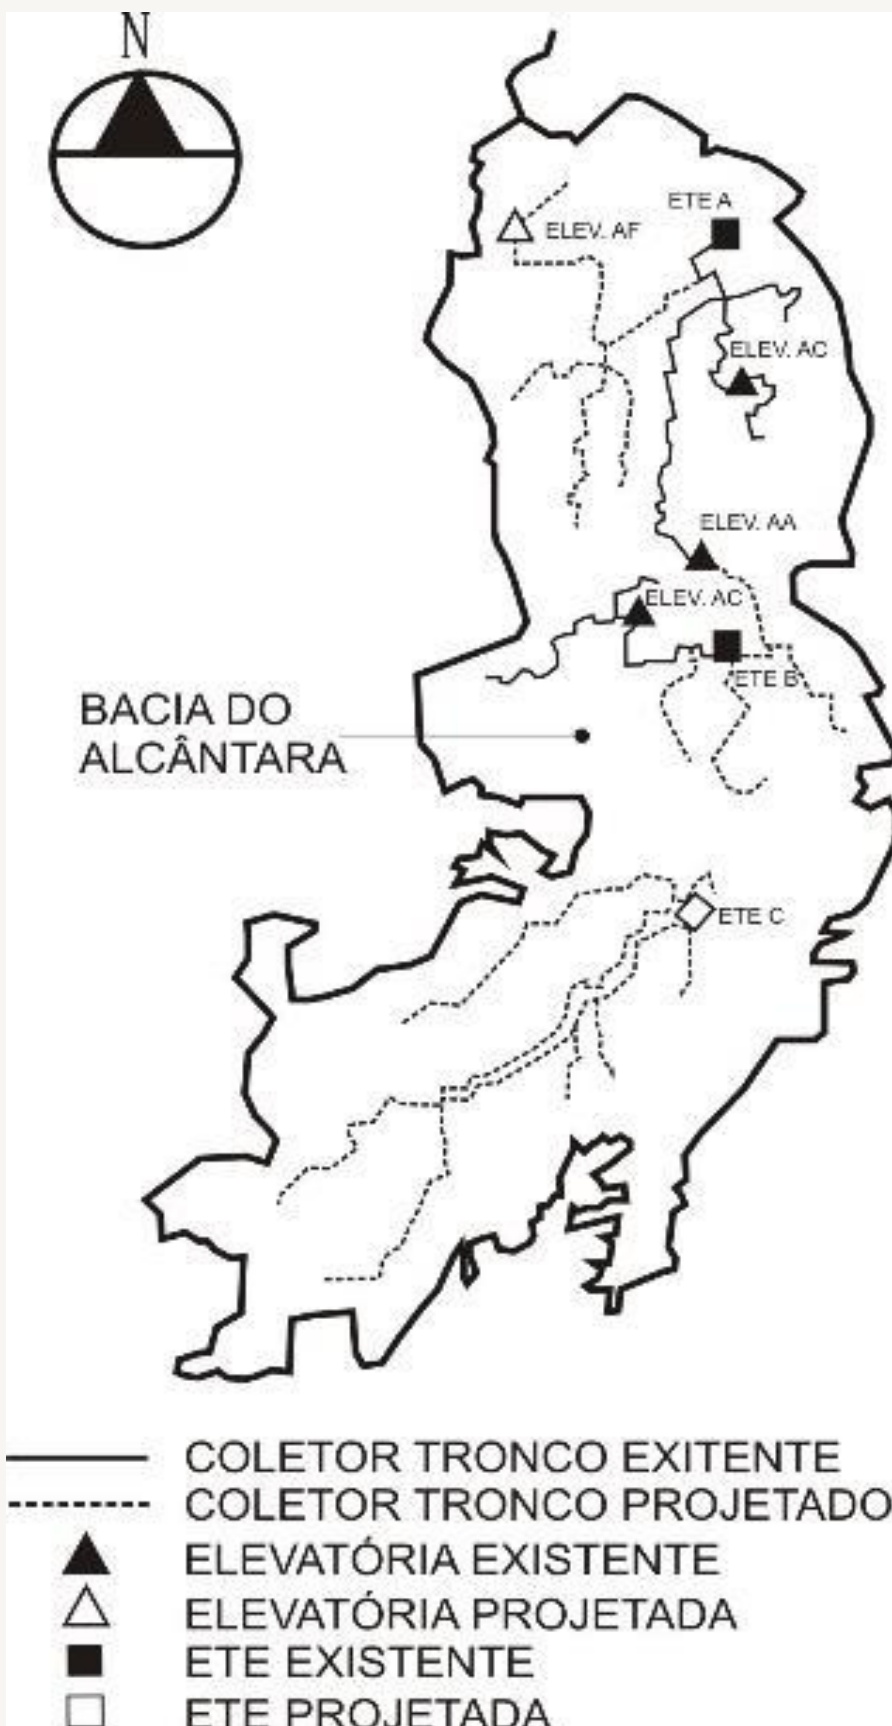 N
ETE A
ELEV. AF
ELEV. AC
ELEV. AA
ELEV. AC
ETE B
BACIA DO
ALCÂNTARA
ETE C
COLETOR TRONCO EXITENTE
COLETOR TRONCO PROJETADO
ELEVATÓRIA EXISTENTE
ELEVATÓRIA PROJETADA
ETE EXISTENTE
ETE PROJETADA